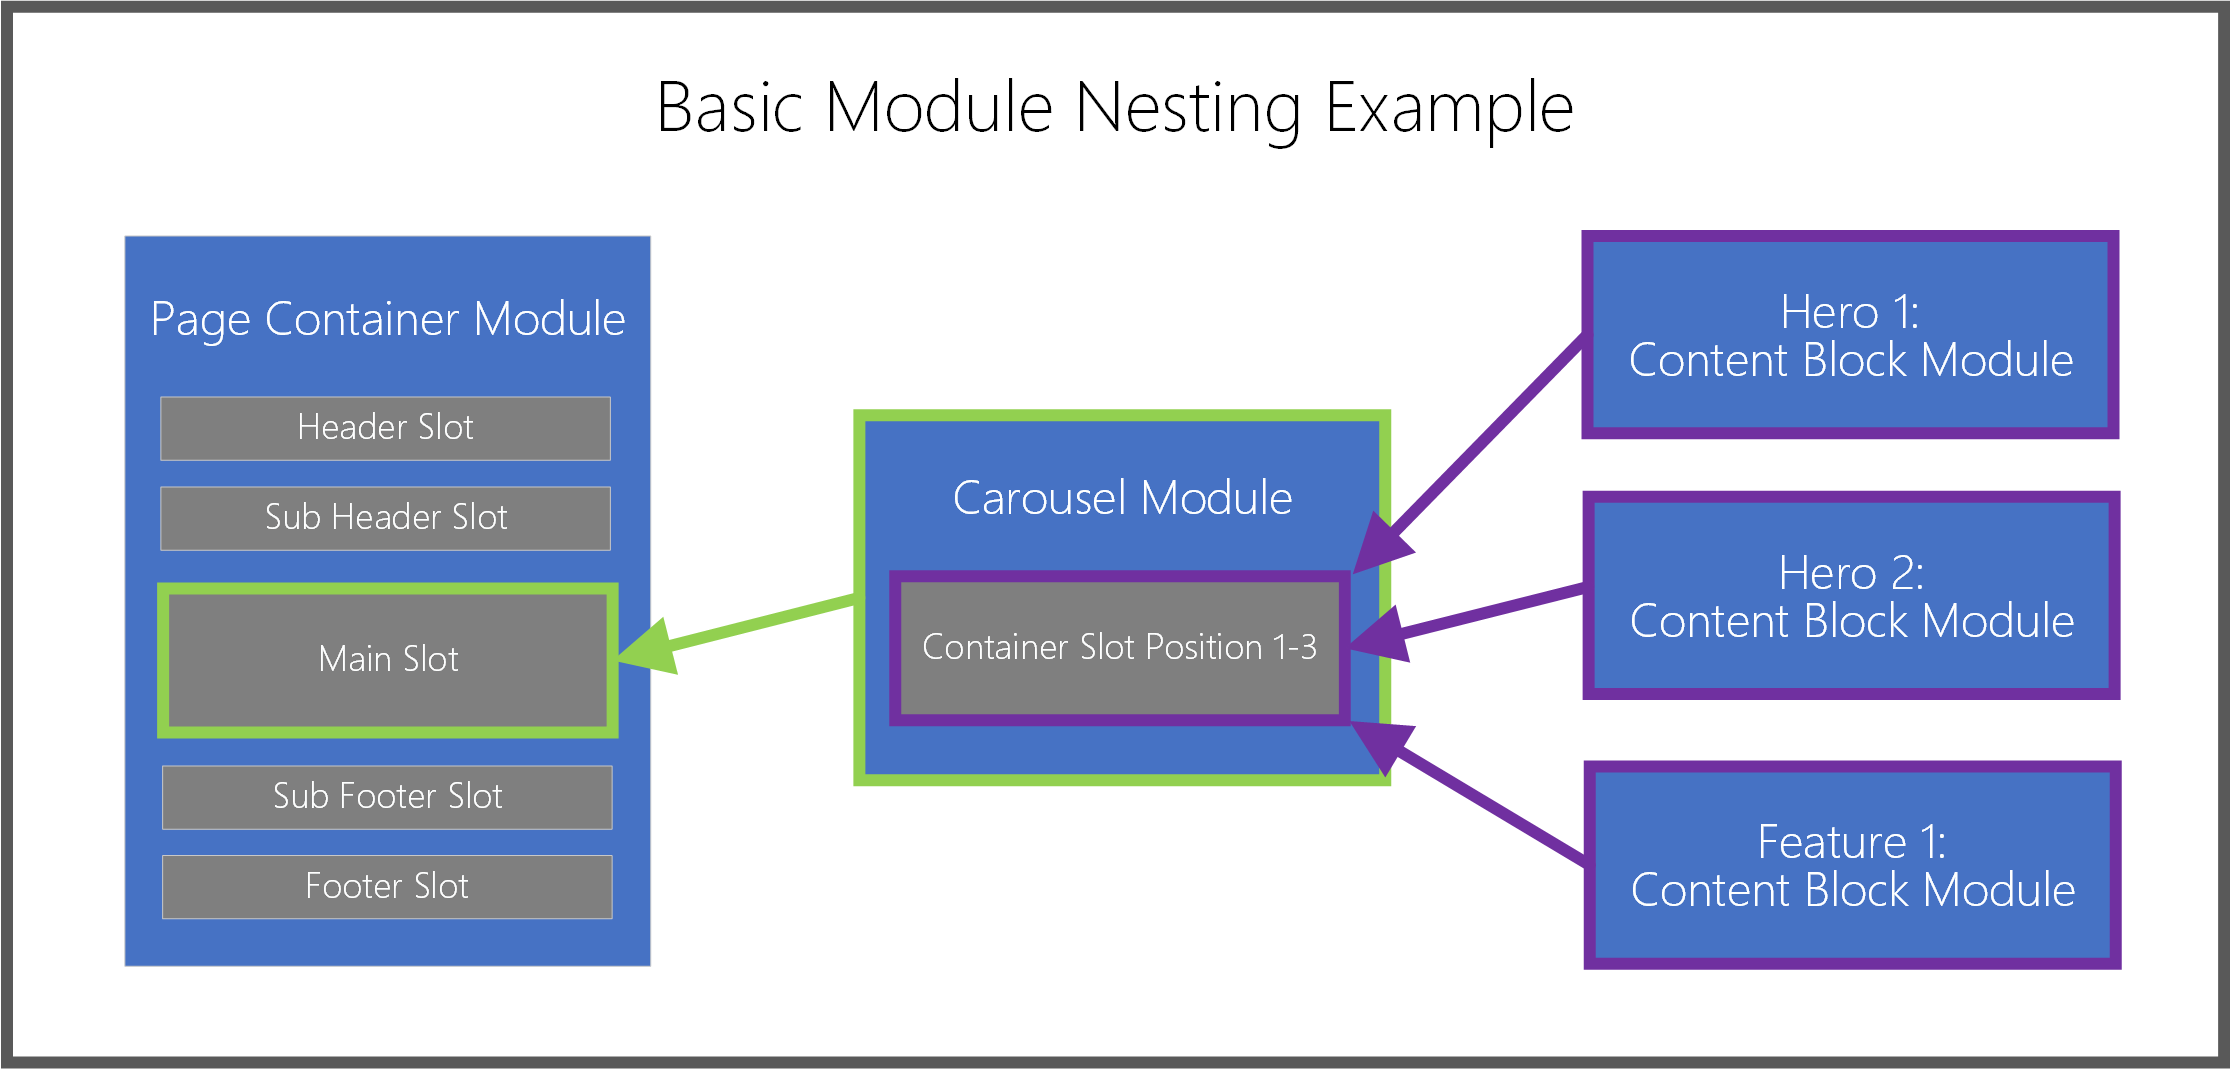 Basic Module Nesting Example
Page Container Module
Header Slot
Sub Header Slot
Main Slot
Sub Footer Slot
Footer Slot
Carousel Module
Container Slot Position 1-3
Hero 1:
Content Block Module
Hero 2:
Content Block Module
Feature 1:
Content Block Module